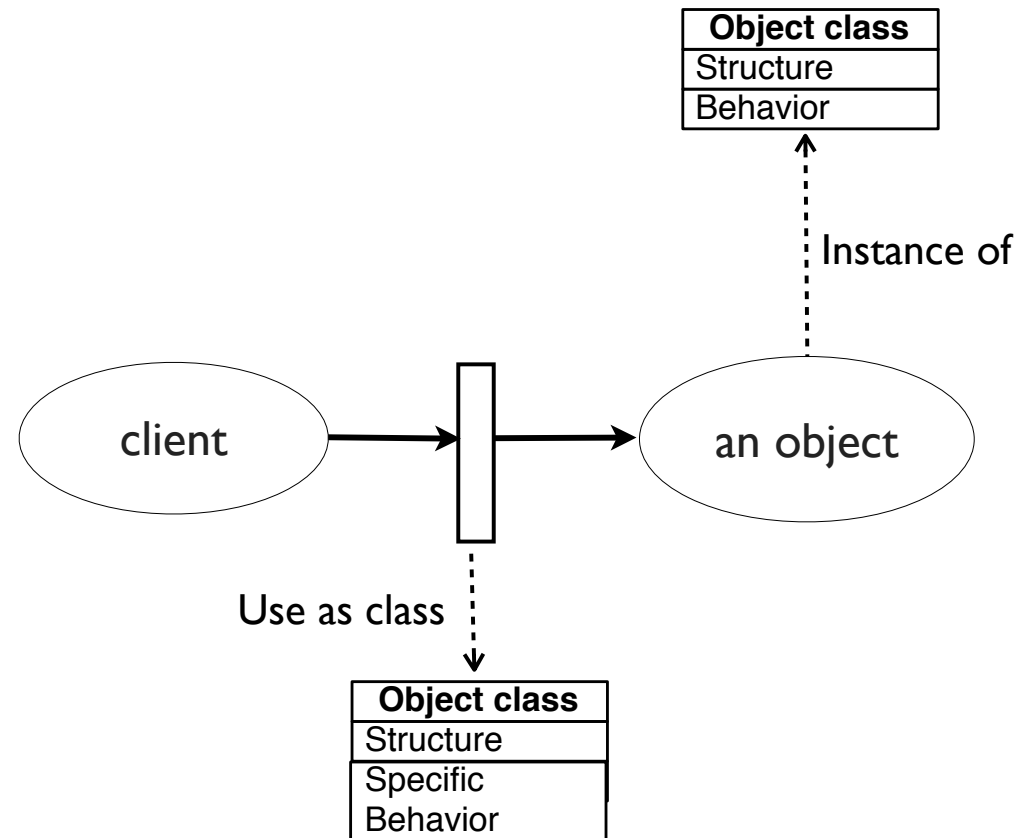 Object class
Structure
Behavior
Instance of
client
an object
Use as class
Object class
Structure
Specific
Behavior